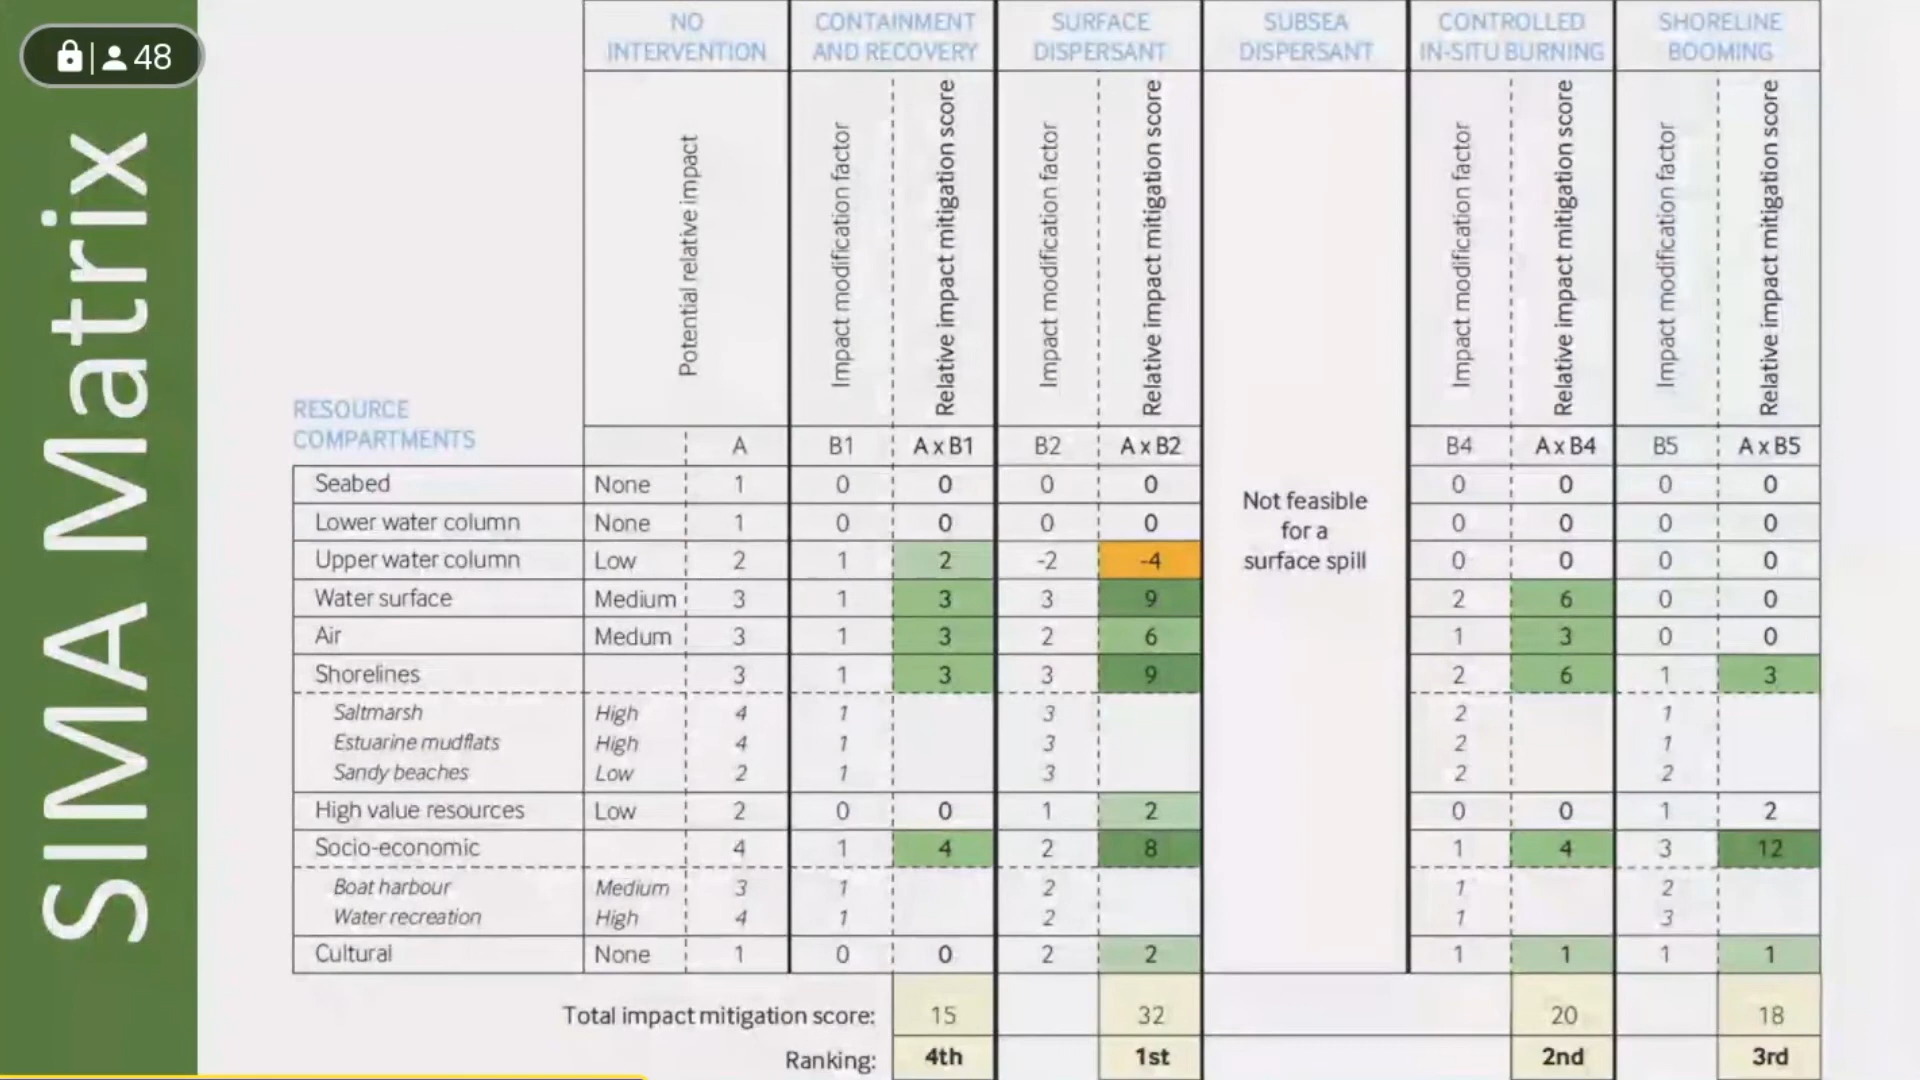 48
SIMA Matrix
NO INTERVENTION
CONTAINMENT AND RECOVERY
SURFACE DISPERSANT
SUBSEA DISPERSANT
CONTROLLED IN-SITU BURNING
SHORELINE BOOMING
Potential relative impact
Impact modification factor
Relative impact mitigation score
Impact modification factor
Relative impact mitigation score
Impact modification factor
Relative impact mitigation score
Impact modification factor
Relative impact mitigation score
RESOURCE COMPARTMENTS
A B1 A x B1 B2 A x B2 B4 A x B4 B5 A x B5
Not feasible
for a
surface spill
Seabed None 1 0 0 0 0 0 0 0 0
Lower water column None 1 0 0 0 0 0 0 0 0
Upper water column Low 2 1 2 -2 -4 0 0 0 0
Water surface Medium 3 1 3 3 9 2 6 0 0
Air Medum 3 1 3 2 6 1 3 0 0
Shorelines 3 1 3 3 9 2 6 1 3
Saltmarsh High 4 1 3 2 1
Estuarine mudflats High 4 1 3 2 1
Sandy beaches Low 2 1 3 2 2
High value resources Low 2 0 0 1 2 0 0 1 2
Socio-economic 4 1 4 2 8 1 4 3 12
Boat harbour Medium 3 1 2 1 2
Water recreation High 4 1 2 1 3
Cultural None 1 0 0 2 2 1 1 1 1
Total impact mitigation score: 15 32 20 18
Ranking: 4th 1st 2nd 3rd